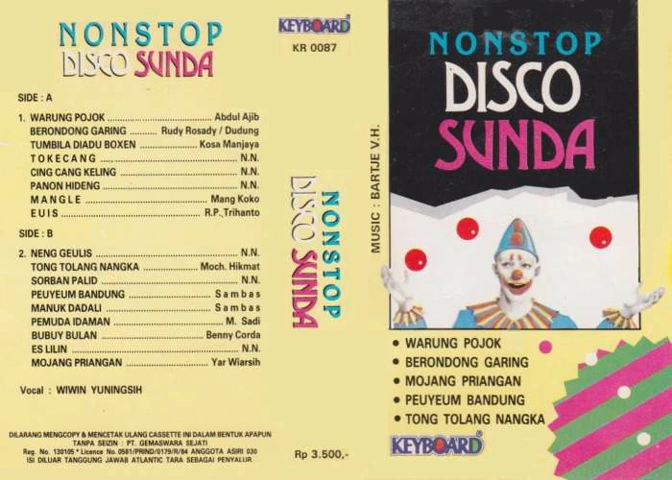 NONSTOP
DISCO SUNDA
KEYBOARD®
KR 0087
SIDE : A
1. WARUNG POJOK ........ Abdul Ajib
BERONDONG GARING ........ Rudy Rosady / Dudung
TUMBILA DIADU BOXEN ........ Kosa Manjaya
TOKECANG ........ N.N.
CING CANG KELING ........ N.N.
PANON HIDENG ........ N.N.
MANGLE ........ Mang Koko
EUIS ........ R.P. Trihanto
SIDE : B
2. NENG GEULIS ........ N.N.
TONG TOLANG NANGKA ........ Moch. Hikmat
SORBAN PALID ........ N.N.
PEUYEUM BANDUNG ........ Sambas
MANUK DADALI ........ Sambas
PEMUDA IDAMAN ........ M. Sadi
BUBUY BULAN ........ Benny Corda
ES LILIN ........ N.N.
MOJANG PRIANGAN ........ Yar Wiarsih
Vocal : WIWIN YUNINGSIH
DILARANG MENGCOPY & MENCETAK ULANG CASSETTE INI DALAM BENTUK APAPUN
TANPA SEIZIN : PT. GEMASWARA SEJATI
Reg. No. 130105 * Licence No. 0581/PRIND/0179/R/84 ANGGOTA ASIRI 030
ISI DILUAR TANGGUNG JAWAB ATLANTIC TARA SEBAGAI PENYALUR
NONSTOP
DISCO SUNDA
Rp 3.500,-
NONSTOP
DISCO
SUNDA
MUSIC : BARTJE V.H.
• WARUNG POJOK
• BERONDONG GARING
• MOJANG PRIANGAN
• PEUYEUM BANDUNG
• TONG TOLANG NANGKA
KEYBOARD®